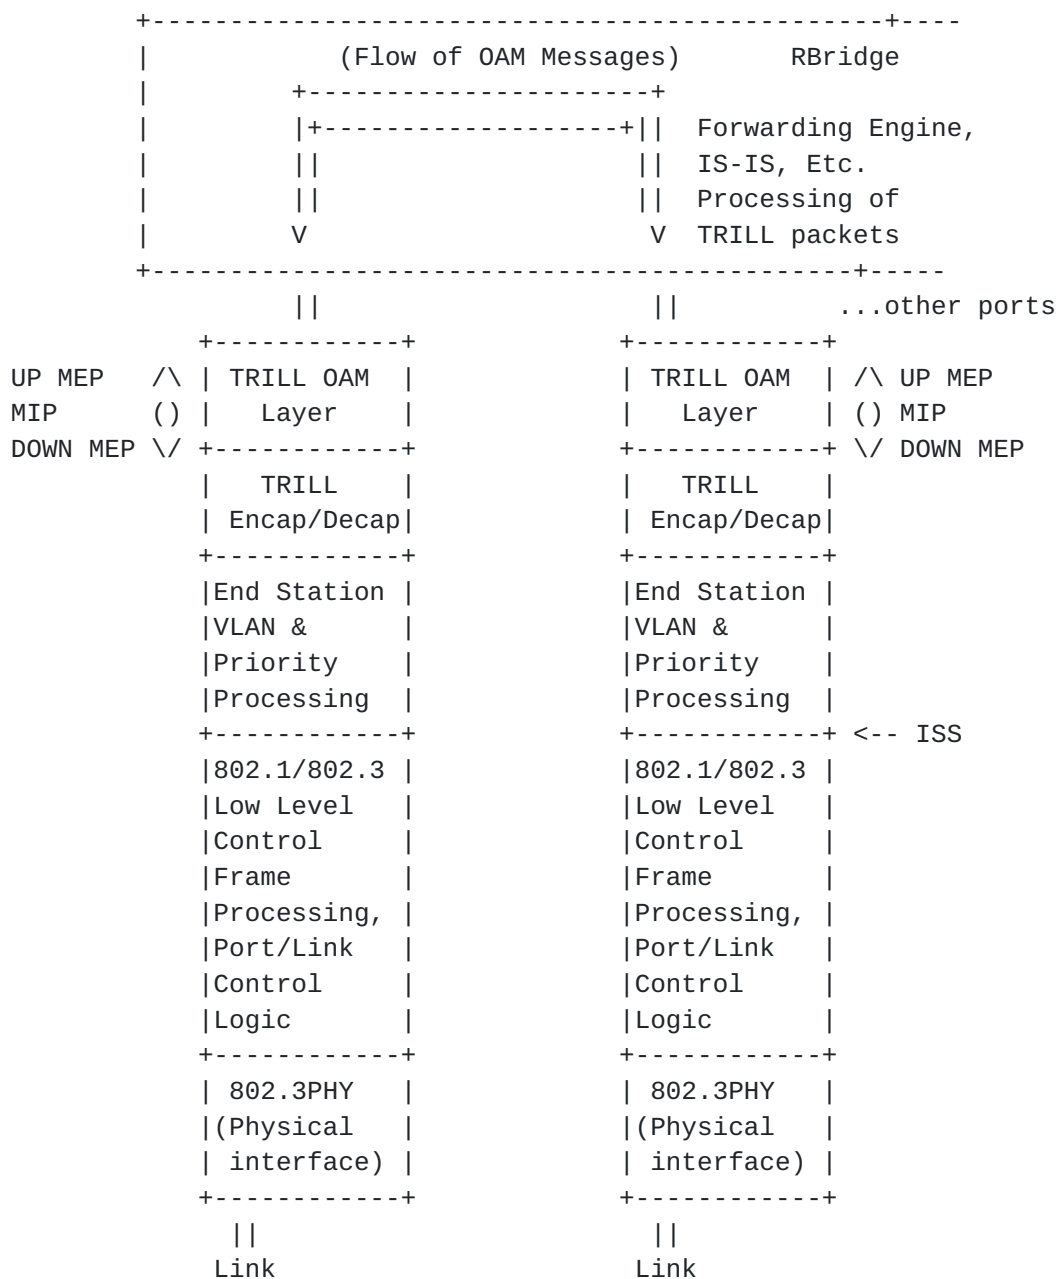 +-----------------------------------------------+----
|            (Flow of OAM Messages)       RBridge
|         +----------------------+
|         |+-------------------+||  Forwarding Engine,
|         ||                    ||  IS-IS, Etc.
|         ||                    ||  Processing of
|         V                      V  TRILL packets
+---------------------------------------------+-----
          ||                     ||          ...other ports
            +------------+             +------------+
UP MEP   /\ | TRILL OAM  |             | TRILL OAM  | /\ UP MEP
MIP      () |   Layer    |             |   Layer    | () MIP
DOWN MEP \/ +------------+             +------------+ \/ DOWN MEP
            |   TRILL    |             |   TRILL    |
            | Encap/Decap|             | Encap/Decap|
            +------------+             +------------+
            |End Station |             |End Station |
            |VLAN &      |             |VLAN &      |
            |Priority    |             |Priority    |
            |Processing  |             |Processing  |
            +------------+             +------------+ <-- ISS
            |802.1/802.3 |             |802.1/802.3 |
            |Low Level   |             |Low Level   |
            |Control     |             |Control     |
            |Frame       |             |Frame       |
            |Processing, |             |Processing, |
            |Port/Link   |             |Port/Link   |
            |Control     |             |Control     |
            |Logic       |             |Logic       |
            +------------+             +------------+
            | 802.3PHY   |             | 802.3PHY   |
            |(Physical   |             |(Physical   |
            | interface) |             | interface) |
            +------------+             +------------+
              ||                         ||
             Link                       Link